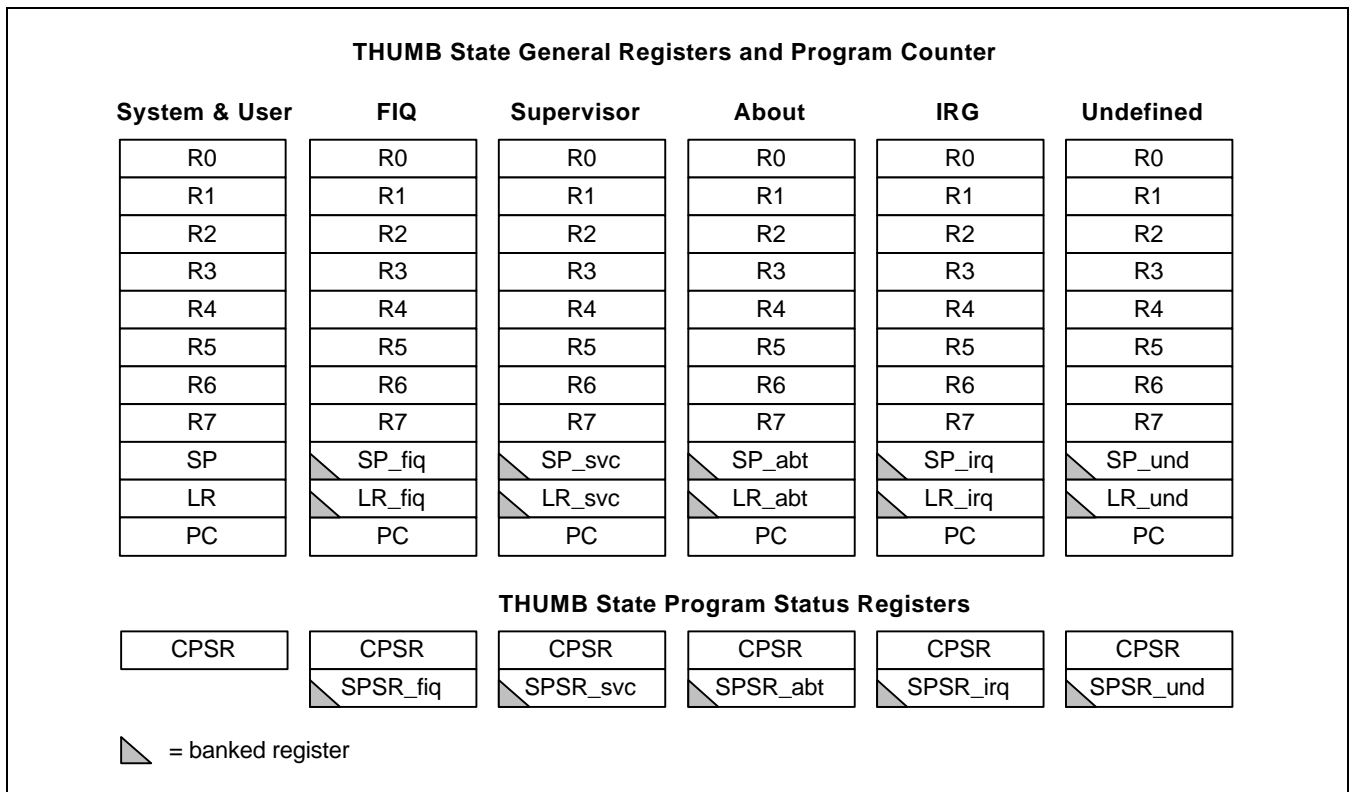 THUMB State General Registers and Program Counter
System & User FIQ Supervisor About IRG Undefined
R0 R0 R0 R0 R0 R0
R1 R1 R1 R1 R1 R1
R2 R2 R2 R2 R2 R2
R3 R3 R3 R3 R3 R3
R4 R4 R4 R4 R4 R4
R5 R5 R5 R5 R5 R5
R6 R6 R6 R6 R6 R6
R7 R7 R7 R7 R7 R7
SP SP_fiq SP_svc SP_abt SP_irq SP_und
LR LR_fiq LR_svc LR_abt LR_irq LR_und
PC PC PC PC PC PC
THUMB State Program Status Registers
CPSR CPSR CPSR CPSR CPSR CPSR
SPSR_fiq SPSR_svc SPSR_abt SPSR_irq SPSR_und
= banked register